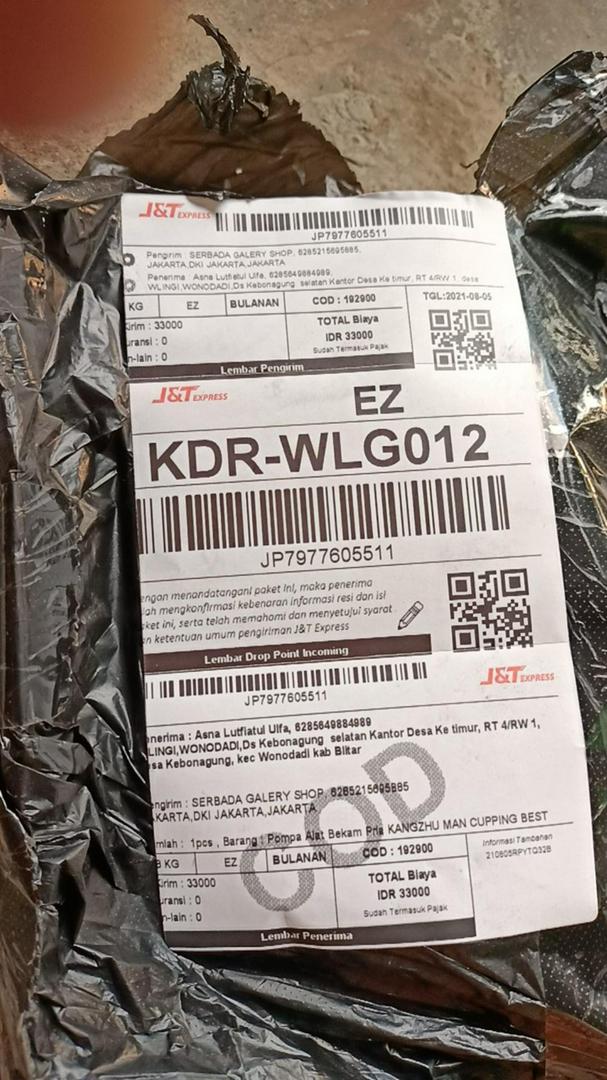 J&T EXPRESS
JP7977605511
Pengirim : SERBADA GALERY SHOP, 6285215695885,
JAKARTA,DKI JAKARTA,JAKARTA
Penerima : Asna Lutfiatul Ulfa, 6285649884989,
WLINGI,WONODADI,Ds Kebonagung selatan Kantor Desa Ke timur, RT 4/RW 1, desa
KG EZ BULANAN COD : 192900 TGL:2021-08-05
irim : 33000 TOTAL Biaya
uransi : 0 IDR 33000
n-lain : 0 Sudah Termasuk Pajak
Lembar Pengirim
J&T EXPRESS
EZ
KDR-WLG012
JP7977605511
engan menandatangani paket ini, maka penerima
lah mengkonfirmasi kebenaran informasi resi dan isi
ket ini, serta telah memahami dan menyetujui syarat
n ketentuan umum pengiriman J&T Express
Lembar Drop Point Incoming
J&T EXPRESS
JP7977605511
enerima : Asna Lutfiatul Ulfa, 6285649884989
LINGI,WONODADI,Ds Kebonagung selatan Kantor Desa Ke timur, RT 4/RW 1,
sa Kebonagung, kec Wonodadi kab Blitar
engirim : SERBADA GALERY SHOP, 6285215695885
KARTA,DKI JAKARTA,JAKARTA
COD
mlah : 1pcs , Barang : Pompa Alat Bekam Pria KANGZHU MAN CUPPING BEST
KG EZ BULANAN COD : 192900 Informasi Tambahan
irim : 33000 TOTAL Biaya
uransi : 0 IDR 33000
n-lain : 0 Sudah Termasuk Pajak
Lembar Penerima